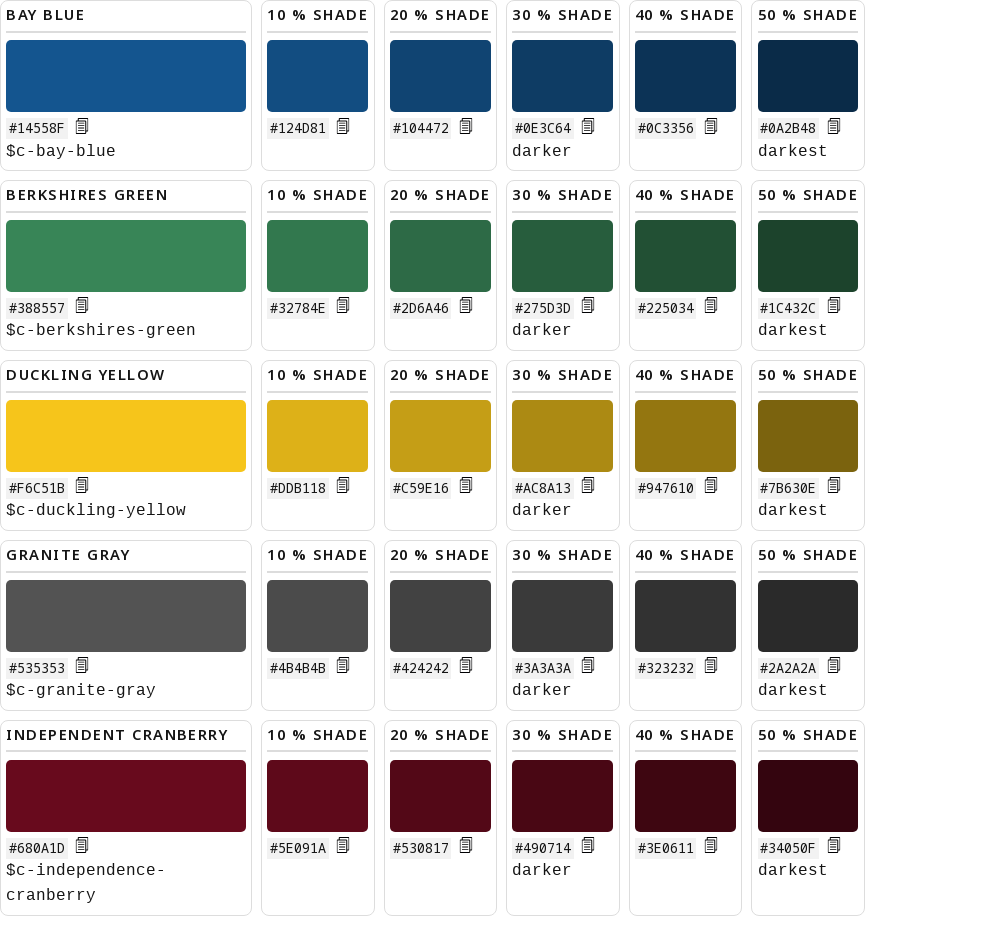 BAY BLUE
10 % SHADE
20 % SHADE
30 % SHADE
40 % SHADE
50 % SHADE
#14558F
#124D81
#104472
#0E3C64
#0C3356
#0A2B48
$c-bay-blue
darker
darkest
BERKSHIRES GREEN
10 % SHADE
20 % SHADE
30 % SHADE
40 % SHADE
50 % SHADE
#388557
#32784E
#2D6A46
#275D3D
#225034
#1C432C
$c-berkshires-green
darker
darkest
DUCKLING YELLOW
10 % SHADE
20 % SHADE
30 % SHADE
40 % SHADE
50 % SHADE
#F6C51B
#DDB118
#C59E16
#AC8A13
#947610
#7B630E
$c-duckling-yellow
darker
darkest
GRANITE GRAY
10 % SHADE
20 % SHADE
30 % SHADE
40 % SHADE
50 % SHADE
#535353
#4B4B4B
#424242
#3A3A3A
#323232
#2A2A2A
$c-granite-gray
darker
darkest
INDEPENDENT CRANBERRY
10 % SHADE
20 % SHADE
30 % SHADE
40 % SHADE
50 % SHADE
#680A1D
#5E091A
#530817
#490714
#3E0611
#34050F
$c-independence-
cranberry
darker
darkest